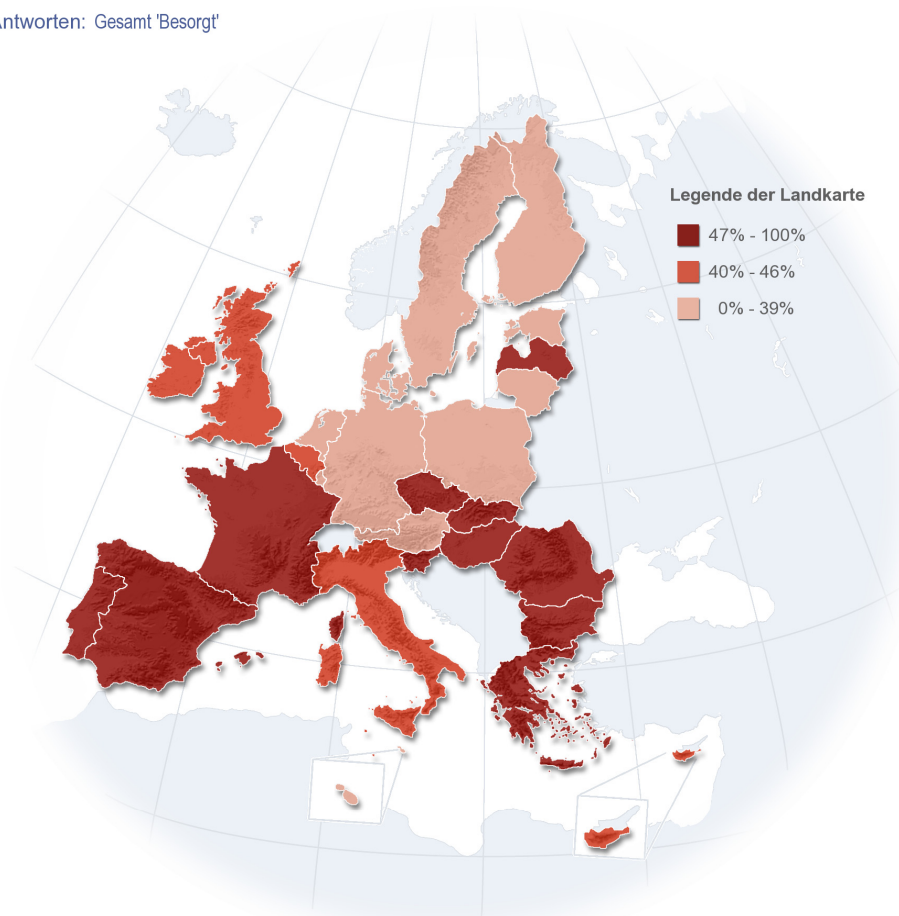 Antworten: Gesamt 'Besorgt'
Legende der Landkarte
47% - 100%
40% - 46%
0% - 39%